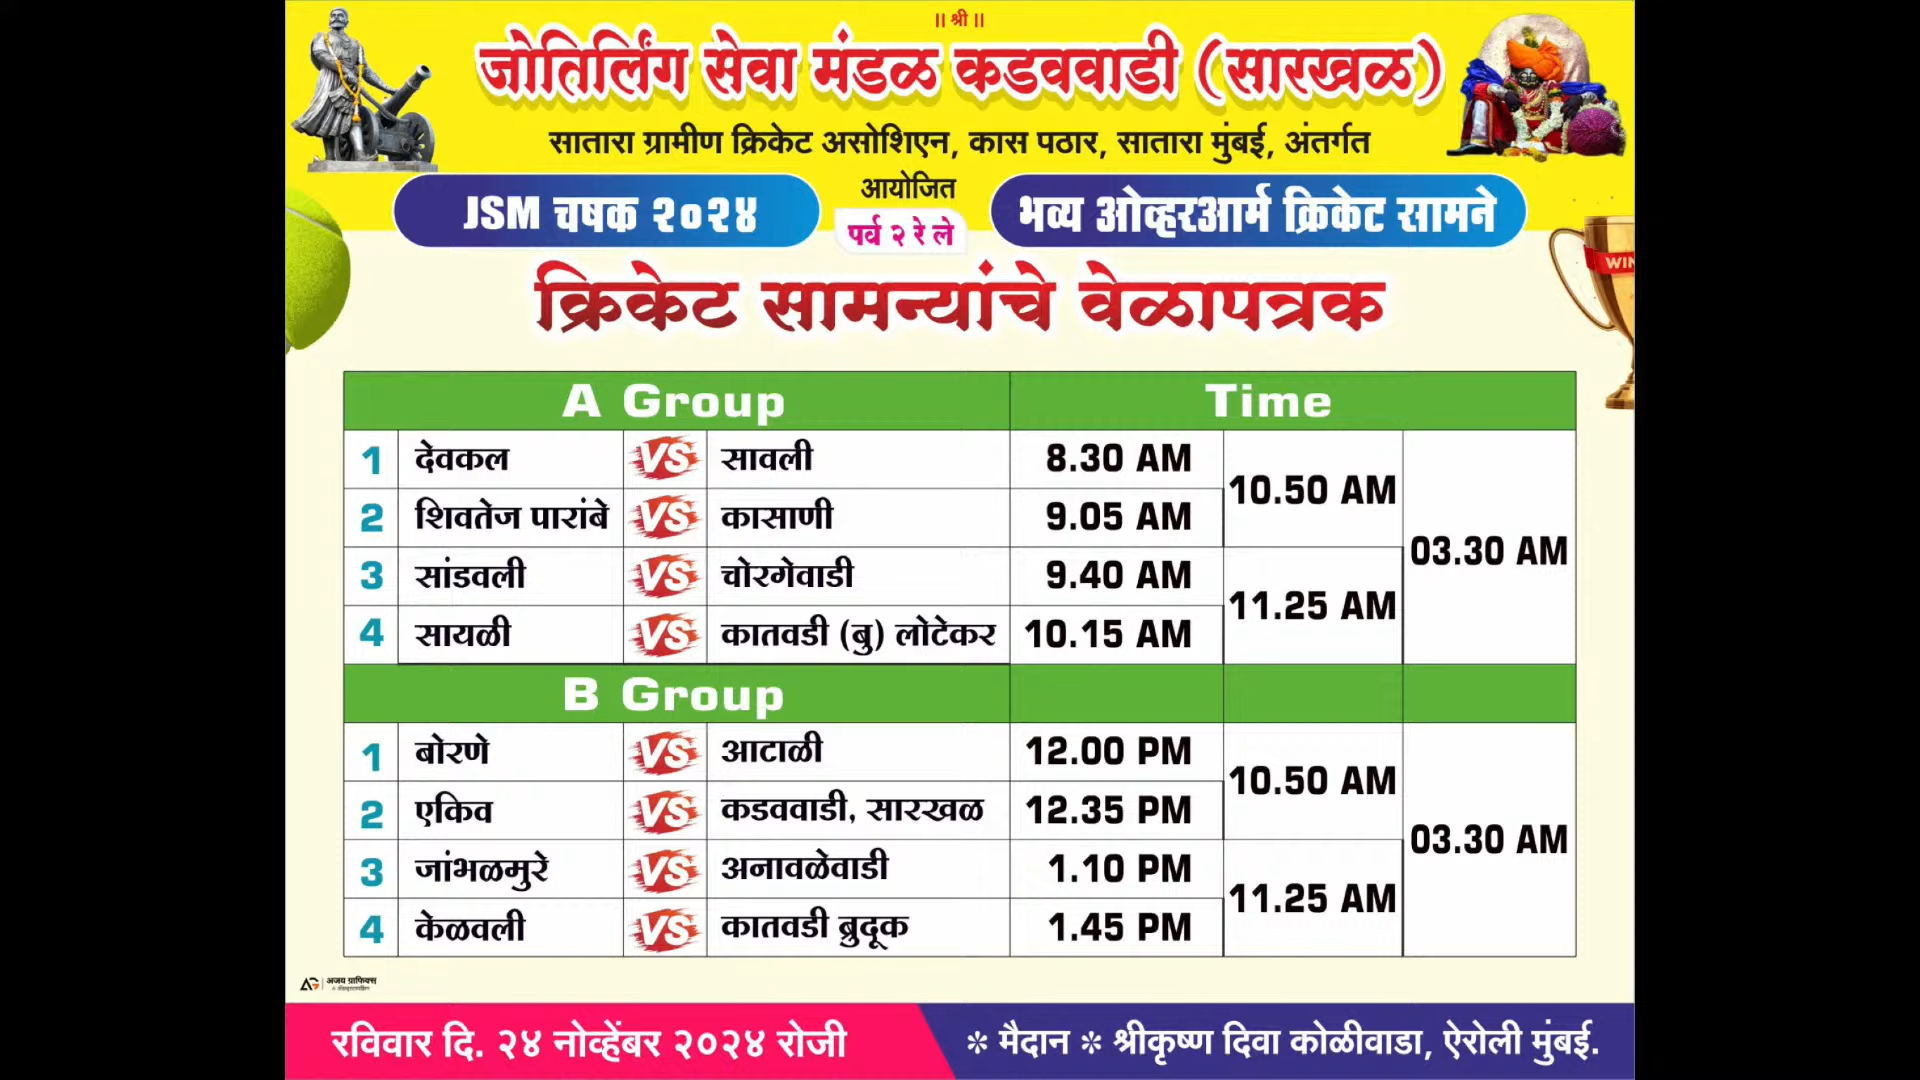 ॥ श्री ॥
जोतिर्लिंग सेवा मंडळ कडववाडी (सारखळ)
सातारा ग्रामीण क्रिकेट असोशिएन, कास पठार, सातारा मुंबई, अंतर्गत
आयोजित
JSM चषक २०२४
पर्व २ रे ले
भव्य ओव्हरआर्म क्रिकेट सामने
WIN
क्रिकेट सामन्यांचे वेळापत्रक
A Group Time
1 देवकल VS सावली 8.30 AM
10.50 AM
2 शिवतेज पारांबे VS कासाणी 9.05 AM
03.30 AM
3 सांडवली VS चोरगेवाडी 9.40 AM
11.25 AM
4 सायळी VS कातवडी (बु) लोटेकर 10.15 AM
B Group
1 बोरणे VS आटाळी 12.00 PM
10.50 AM
2 एकिव VS कडववाडी, सारखळ 12.35 PM
03.30 AM
3 जांभळमुरे VS अनावळेवाडी 1.10 PM
11.25 AM
4 केळवली VS कातवडी ब्रुदूक 1.45 PM
AG अजय ग्राफिक्स
रविवार दि. २४ नोव्हेंबर २०२४ रोजी
* मैदान * श्रीकृष्ण दिवा कोळीवाडा, ऐरोली मुंबई.